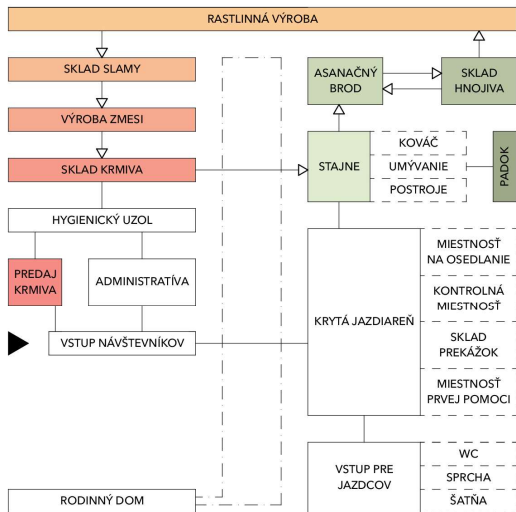 RASTLINNÁ VÝROBA
SKLAD SLAMY
ASANAČNÝ
BROD
SKLAD
HNOJIVA
VÝROBA ZMESI
SKLAD KRMIVA
STAJNE
KOVÁČ
UMÝVANIE
POSTROJE
PADOK
HYGIENICKÝ UZOL
PREDAJ
KRMIVA
ADMINISTRATÍVA
VSTUP NÁVŠTEVNÍKOV
KRYTÁ JAZDIAREŇ
MIESTNOSŤ
NA OSEDLANIE
KONTROLNÁ
MIESTNOSŤ
SKLAD
PREKÁŽOK
MIESTNOSŤ
PRVEJ POMOCI
VSTUP PRE
JAZDCOV
WC
SPRCHA
ŠATŇA
RODINNÝ DOM